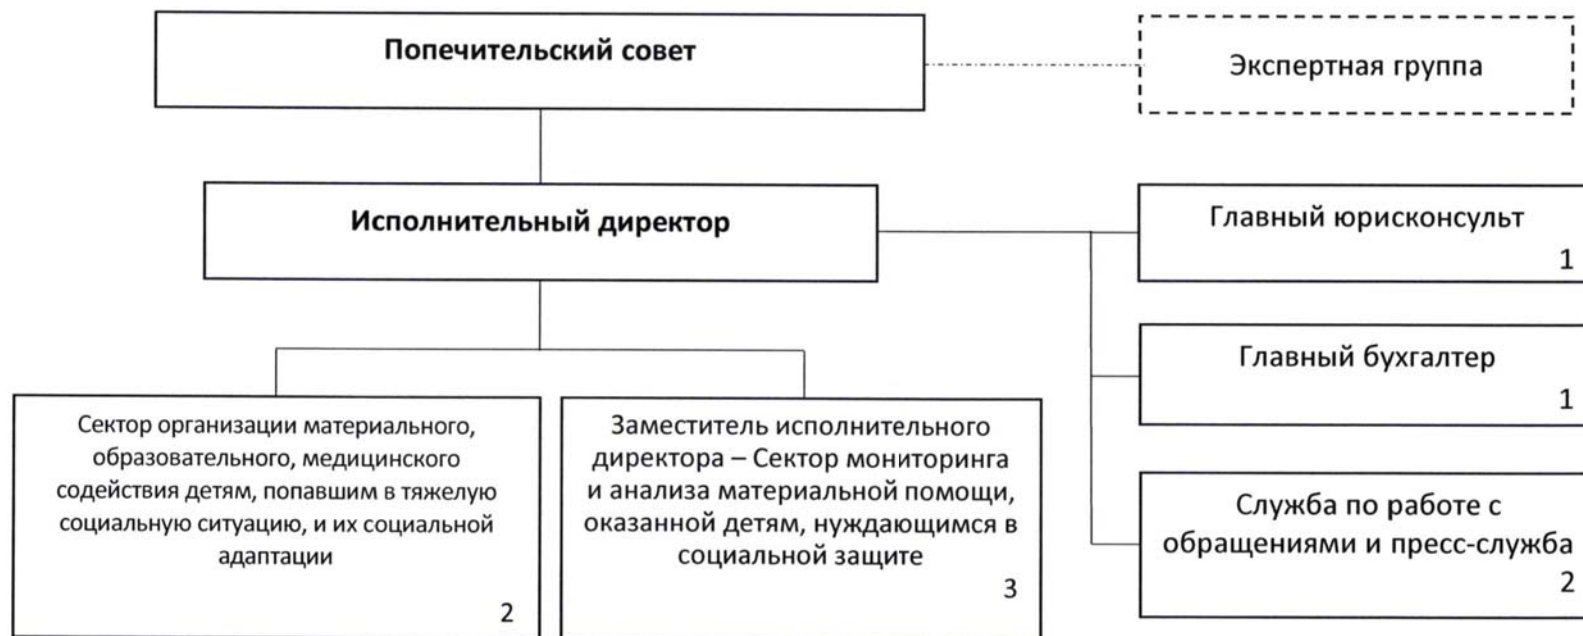 Попечительский совет
Экспертная группа
Исполнительный директор
Главный юрисконсульт
1
Главный бухгалтер
1
Сектор организации материального,
образовательного, медицинского
содействия детям, попавшим в тяжелую
социальную ситуацию, и их социальной
адаптации
2
Заместитель исполнительного
директора – Сектор мониторинга
и анализа материальной помощи,
оказанной детям, нуждающимся в
социальной защите
3
Служба по работе с
обращениями и пресс-служба
2